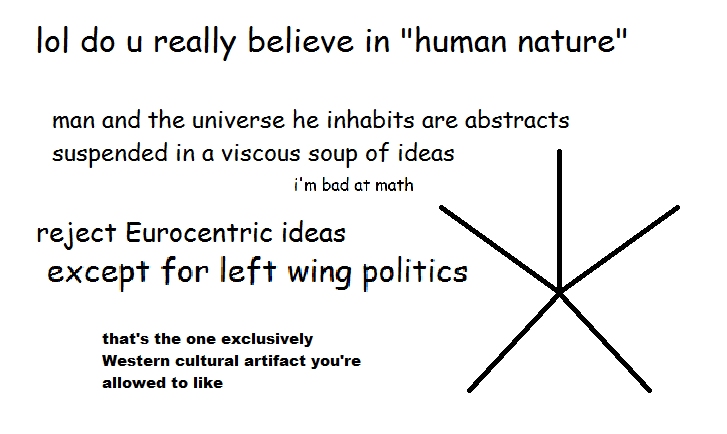 lol do u really believe in "human nature"
man and the universe he inhabits are abstracts
suspended in a viscous soup of ideas
i'm bad at math
reject Eurocentric ideas
except for left wing politics
that's the one exclusively
Western cultural artifact you're
allowed to like